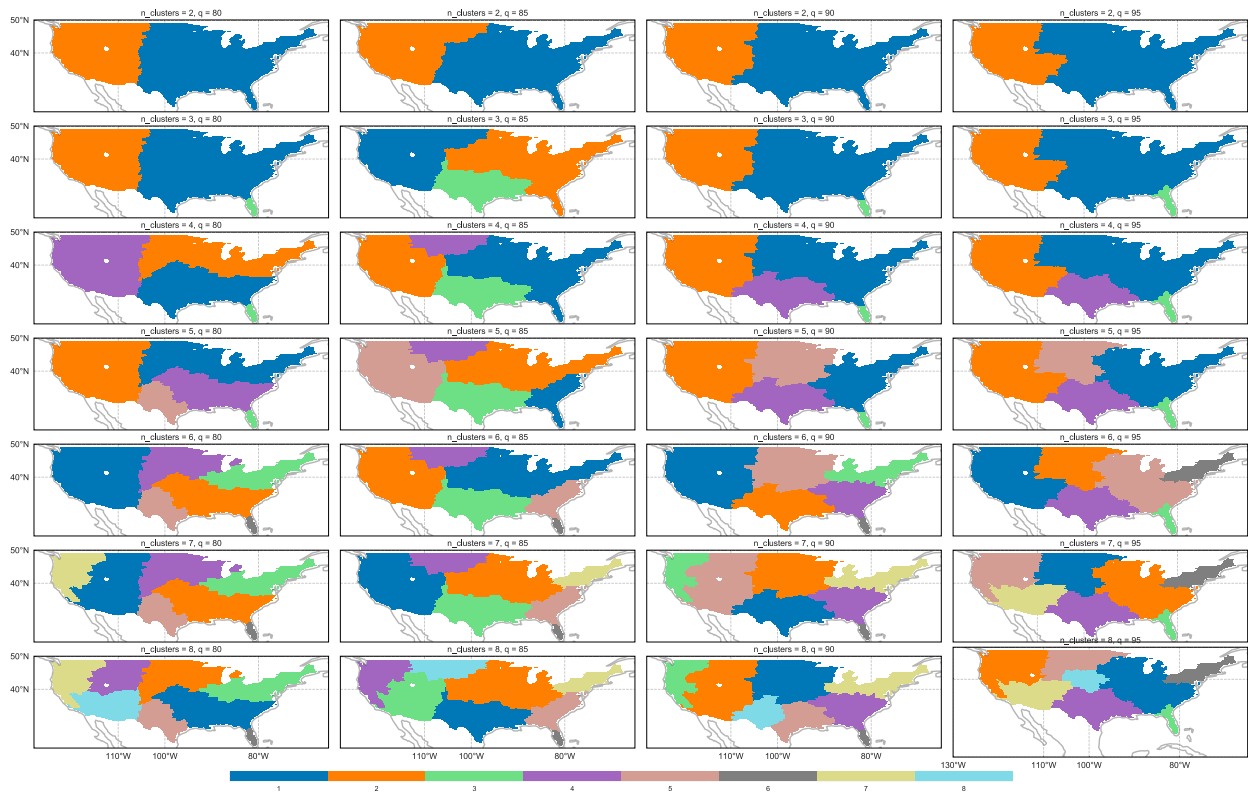 n_clusters = 2, q = 80 n_clusters = 2, q = 85 n_clusters = 2, q = 90 n_clusters = 2, q = 95
50°N
40°N
n_clusters = 3, q = 80 n_clusters = 3, q = 85 n_clusters = 3, q = 90 n_clusters = 3, q = 95
50°N
40°N
n_clusters = 4, q = 80 n_clusters = 4, q = 85 n_clusters = 4, q = 90 n_clusters = 4, q = 95
50°N
40°N
n_clusters = 5, q = 80 n_clusters = 5, q = 85 n_clusters = 5, q = 90 n_clusters = 5, q = 95
50°N
40°N
n_clusters = 6, q = 80 n_clusters = 6, q = 85 n_clusters = 6, q = 90 n_clusters = 6, q = 95
50°N
40°N
n_clusters = 7, q = 80 n_clusters = 7, q = 85 n_clusters = 7, q = 90 n_clusters = 7, q = 95
50°N
40°N
n_clusters = 8, q = 80 n_clusters = 8, q = 85 n_clusters = 8, q = 90 n_clusters = 8, q = 95
50°N
40°N
110°W 100°W 80°W 110°W 100°W 80°W 110°W 100°W 80°W 130°W 110°W 100°W 80°W
1 2 3 4 5 6 7 8